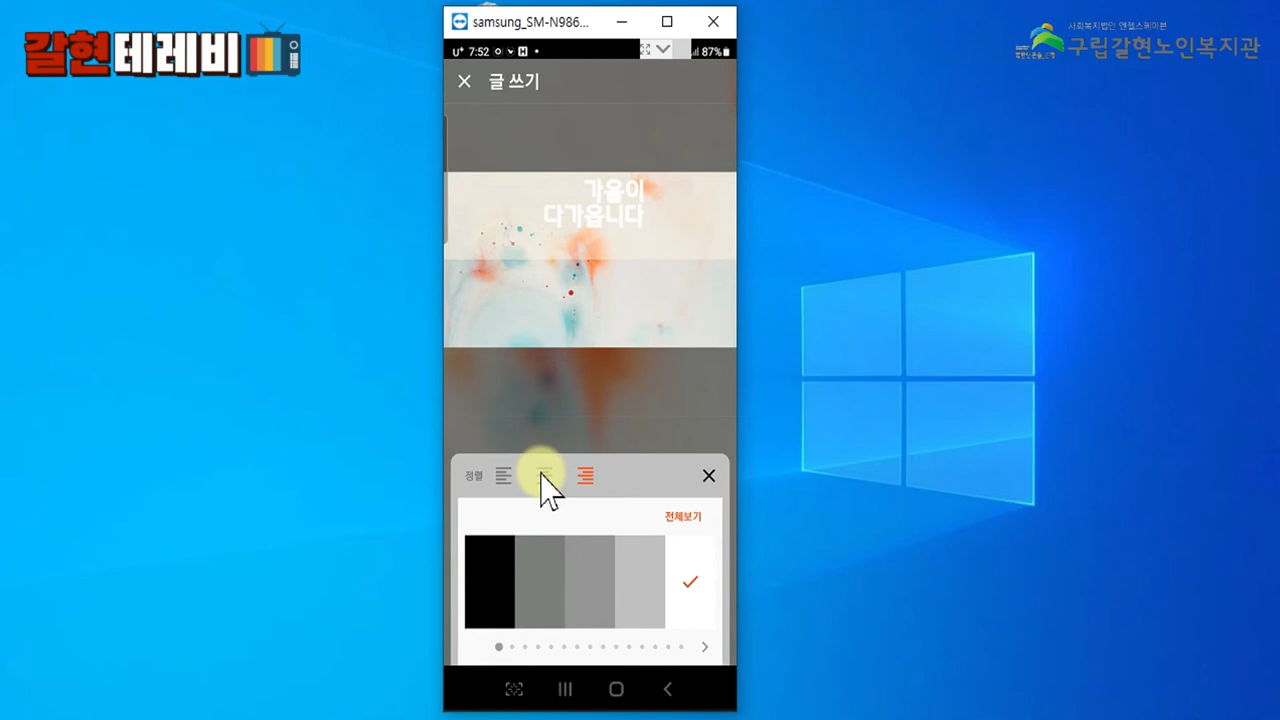 갈현테레비
samsung_SM-N986...
사회복지법인 엔젤스헤이븐
구립갈현노인복지관
U+ 7:52
87%
글 쓰기
가을이
다가옵니다
정렬
전체보기